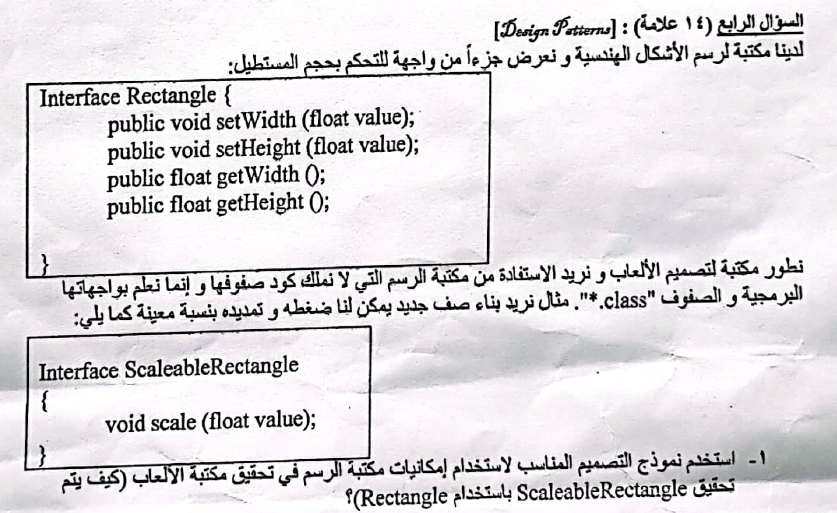 السؤال الرابع (١٤ علامة) : [Design Patterns]
لدينا مكتبة لرسم الأشكال الهندسية و نعرض جزءاً من واجهة للتحكم بحجم المستطيل:
Interface Rectangle {
public void setWidth (float value);
public void setHeight (float value);
public float getWidth ();
public float getHeight ();
}
نطور مكتبة لتصميم الألعاب و نريد الاستفادة من مكتبة الرسم التي لا نملك كود صفوفها و إنما نعلم بواجهاتها
البرمجية و الصفوف "*.class". مثال نريد بناء صف جديد يمكن لنا ضغطه و تمديده بنسبة معينة كما يلي:
Interface ScaleableRectangle
{
void scale (float value);
}
١- استخدم نموذج التصميم المناسب لاستخدام إمكانيات مكتبة الرسم في تحقيق مكتبة الألعاب (كيف يتم
تحقيق ScaleableRectangle باستخدام Rectangle)؟